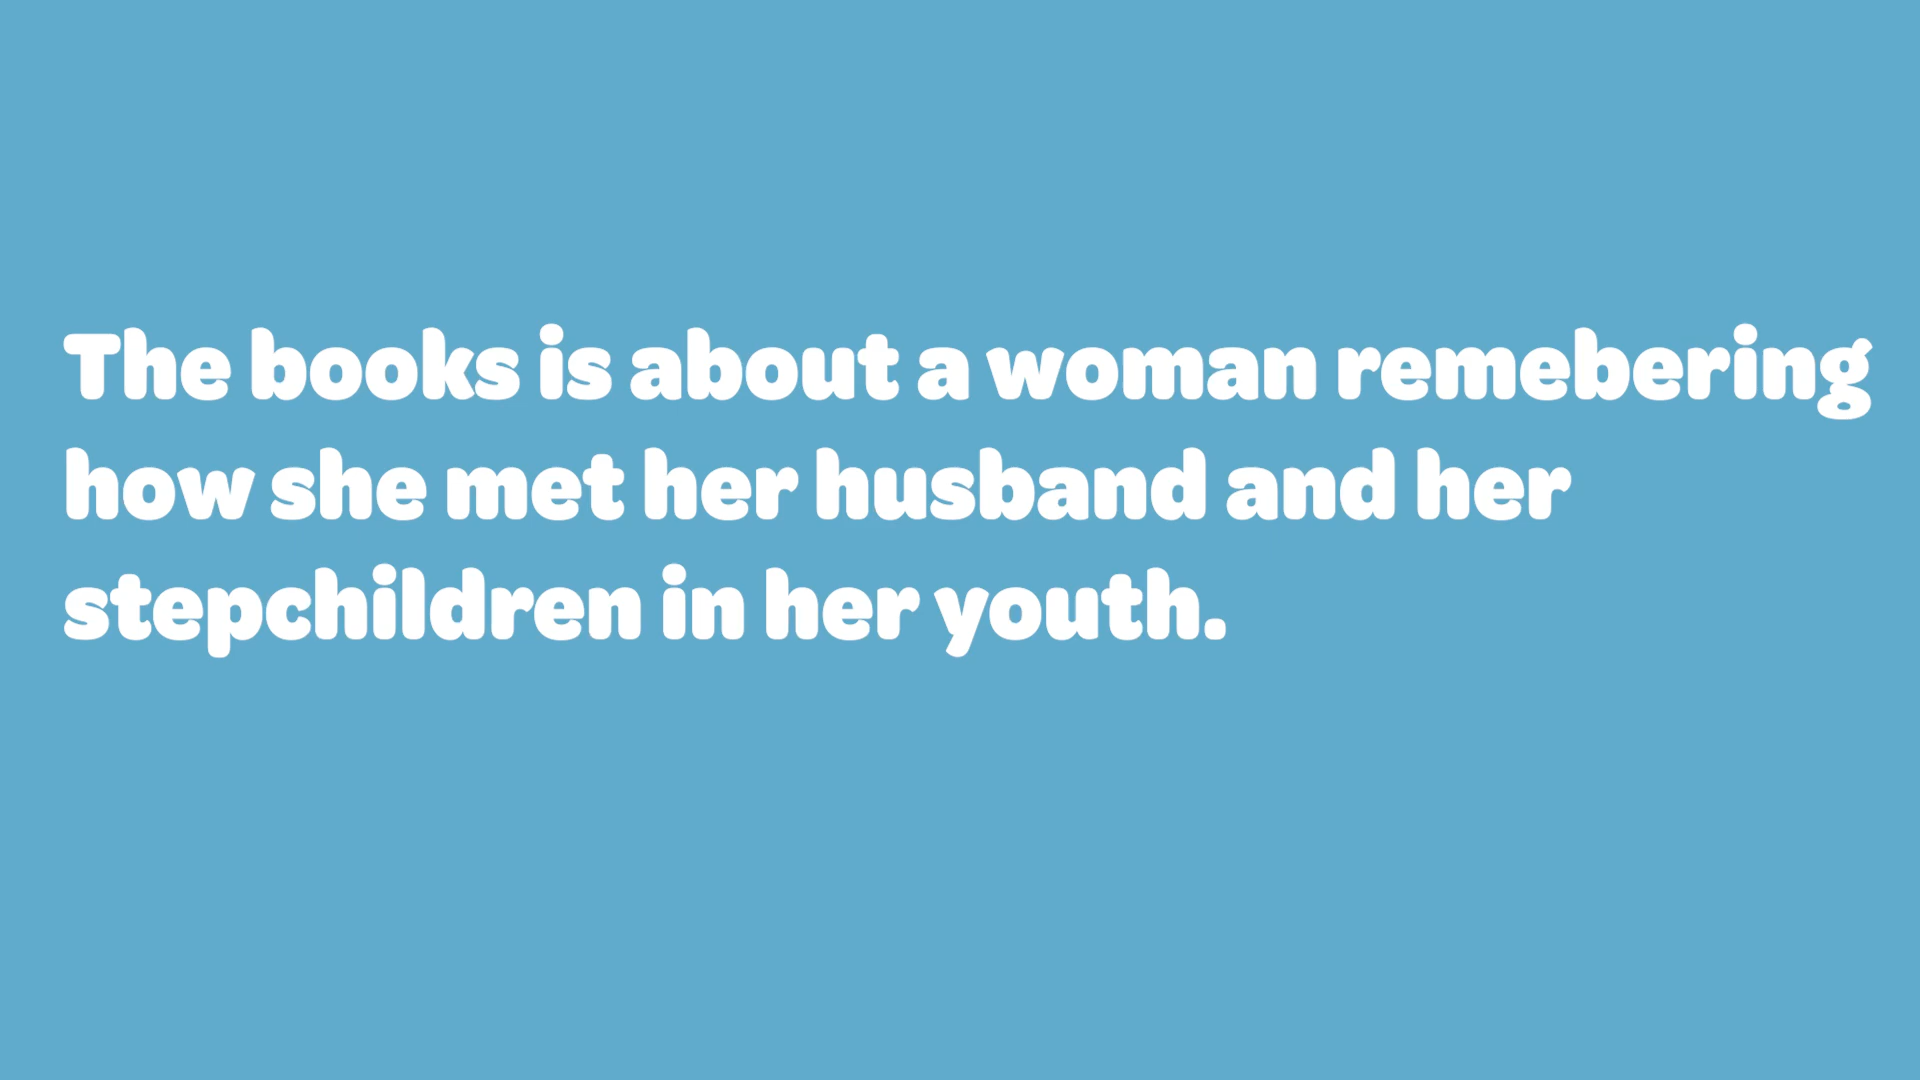 The books is about a woman remebering
how she met her husband and her
stepchildren in her youth.